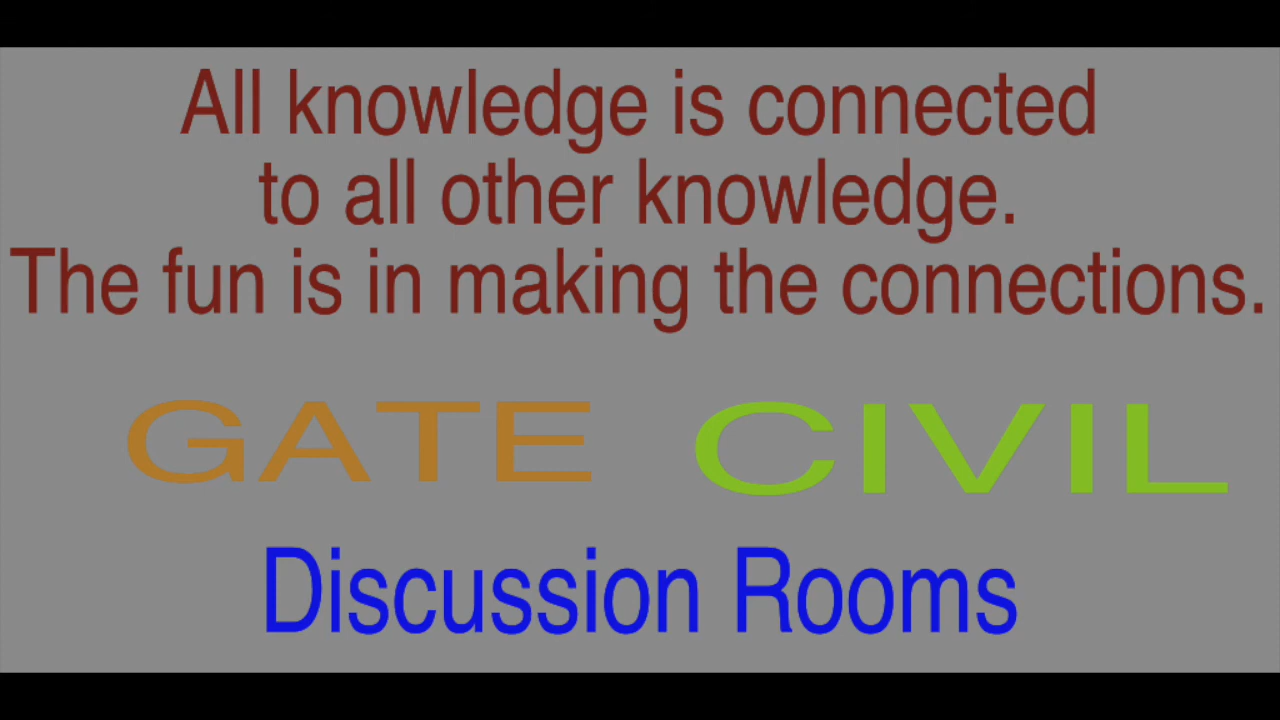 All knowledge is connected
to all other knowledge.
The fun is in making the connections.
GATE CIVIL
Discussion Rooms